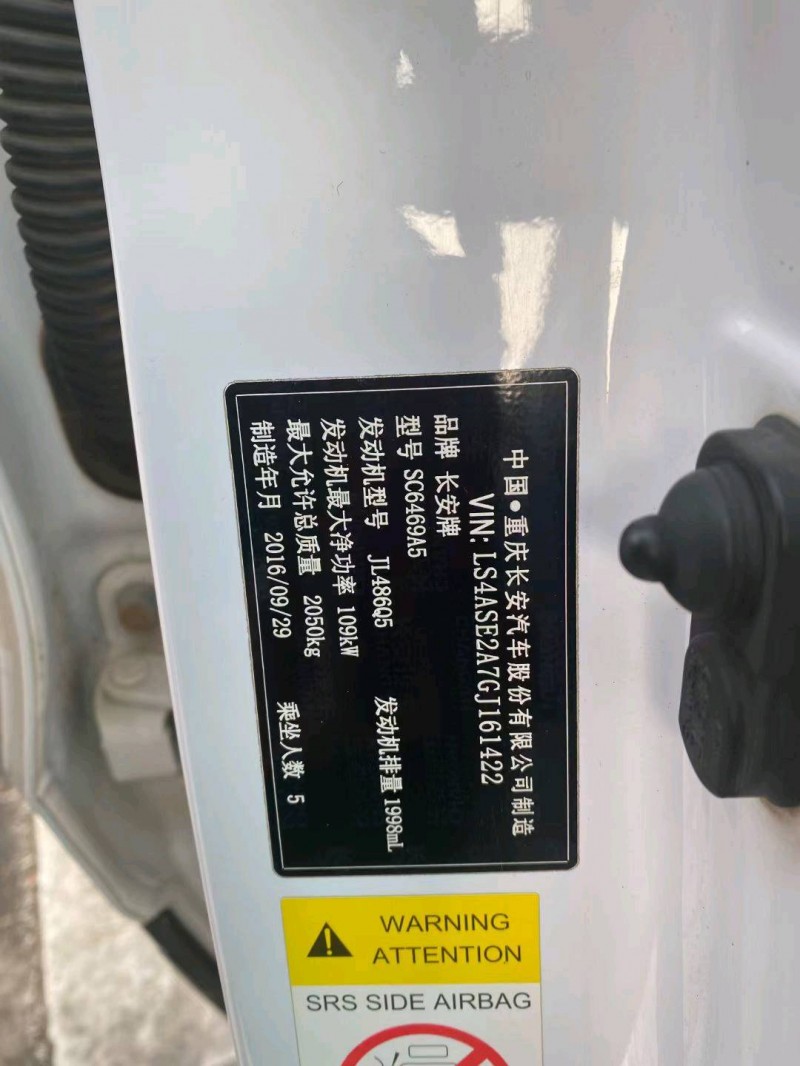 中国●重庆长安汽车股份有限公司制造
VIN: LS4ASE2A7GJ161422
品牌 长安牌
型号 SC6469A5
发动机型号 JL486Q5 发动机排量 1998mL
发动机最大净功率 109kW
最大允许总质量 2050kg
制造年月 2016/09/29 乘坐人数 5
WARNING
ATTENTION
SRS SIDE AIRBAG